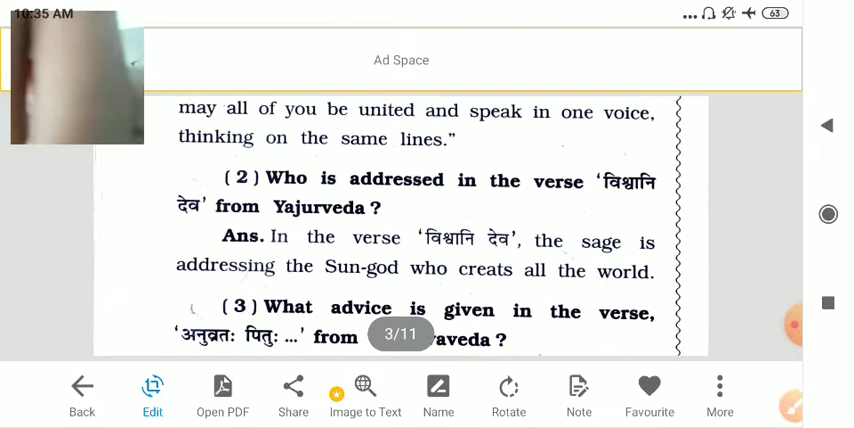 10:35 AM
63
Ad Space
may all of you be united and speak in one voice,
thinking on the same lines."
(2) Who is addressed in the verse 'विश्वानि
देव' from Yajurveda ?
Ans. In the verse 'विश्वानि देव', the sage is
addressing the Sun-god who creats all the world.
(3) What advice is given in the verse,
'अनुव्रतः पितुः ...' from 3/11 rvaveda ?
Back
Edit
Open PDF
Share
Image to Text
Name
Rotate
Note
Favourite
More